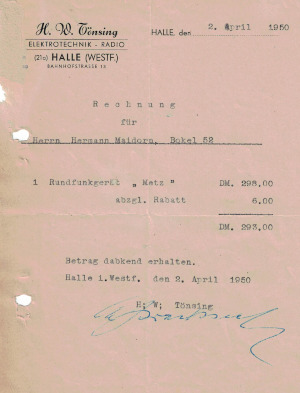 H. W. Tönsing
ELEKTROTECHNIK - RADIO
(21a) HALLE (WESTF.)
BAHNHOFSTRASSE 15
HALLE, den 2. April 1950
Rechnung
für
Herrn Hermann Maidorn, Bokel 52
1 Rundfunkgerät „ Metz " DM. 298.00
abzgl. Rabatt 6.00
DM. 293.00
Betrag dabkend erhalten.
Halle i.Westf. den 2. April 1950
H; W; Tönsing